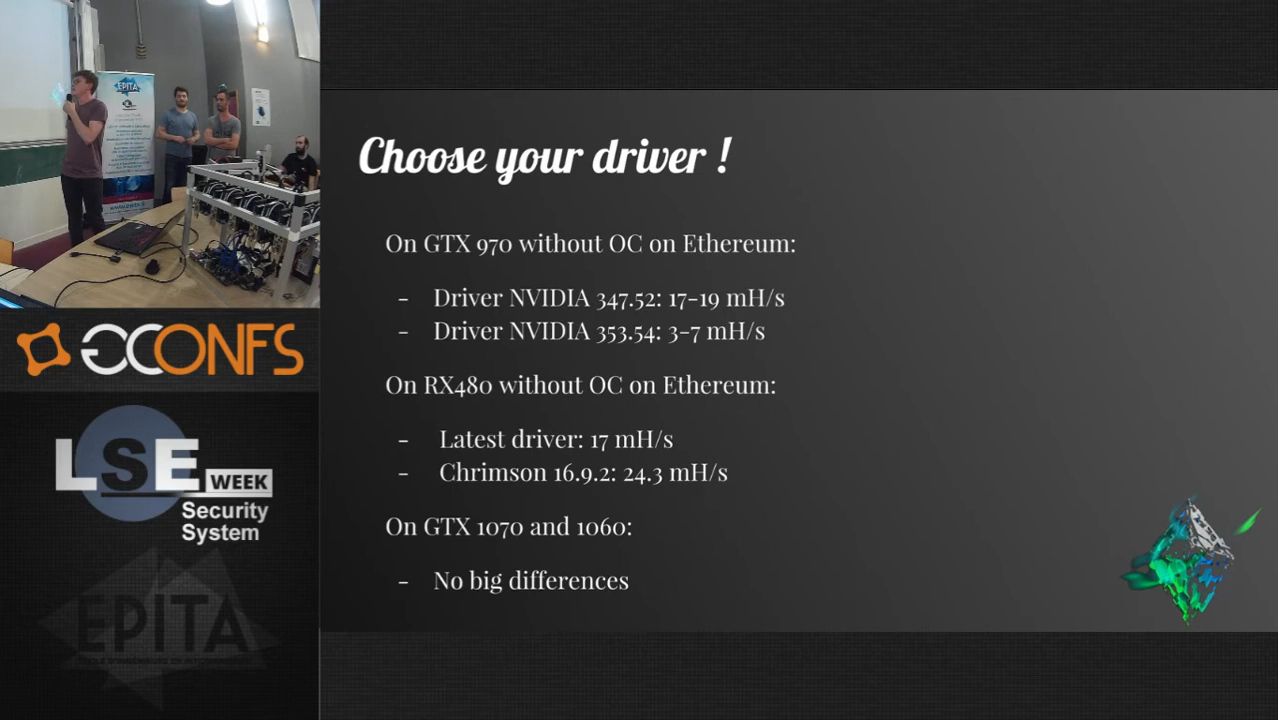 Choose your driver !
On GTX 970 without OC on Ethereum:
- Driver NVIDIA 347.52: 17-19 mH/s
- Driver NVIDIA 353.54: 3-7 mH/s
On RX480 without OC on Ethereum:
- Latest driver: 17 mH/s
- Chrimson 16.9.2: 24.3 mH/s
On GTX 1070 and 1060:
- No big differences
EPITA
GCONFS
LSE WEEK
Security
System
EPITA